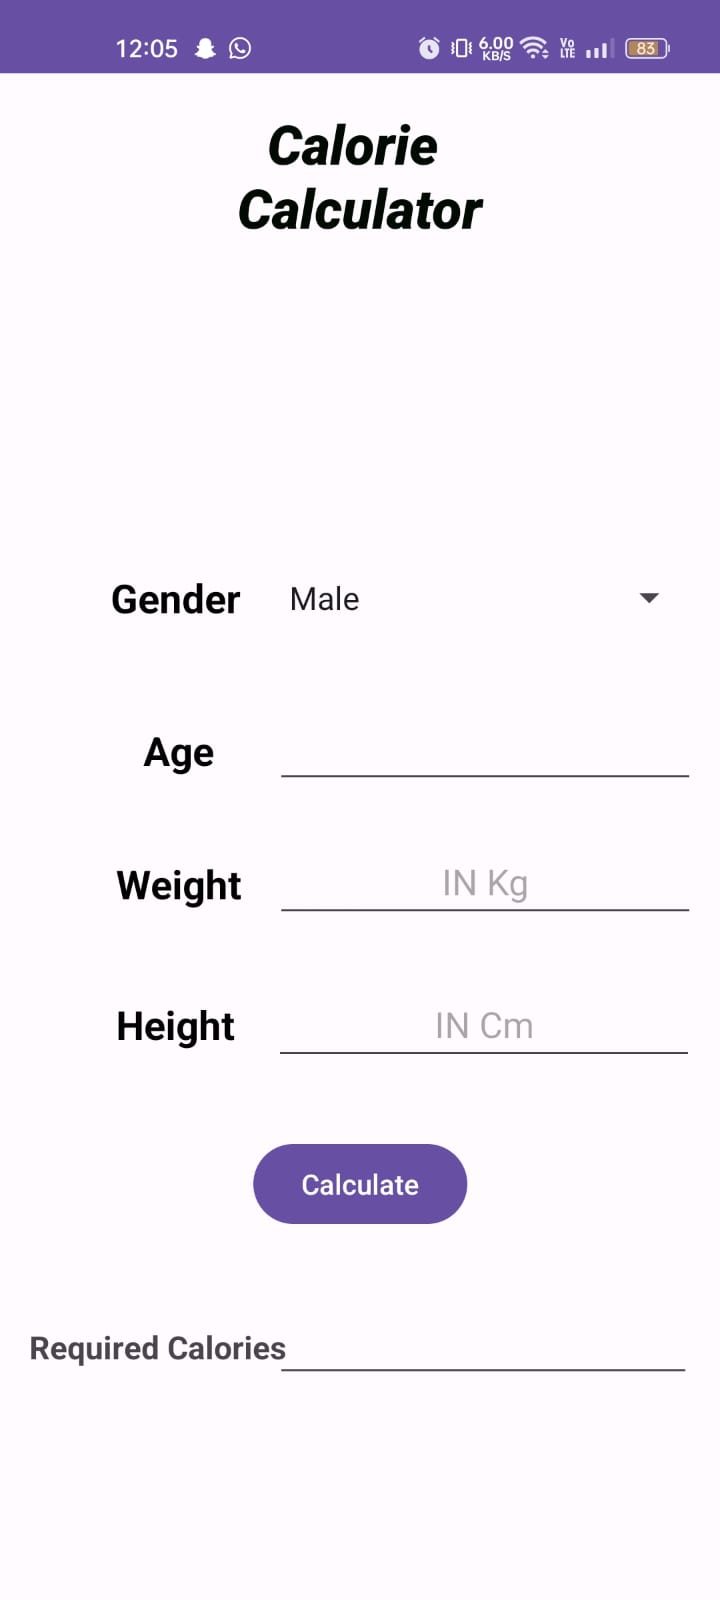 12:05 6.00 KB/S Vo LTE 83
Calorie
Calculator
Gender Male
Age
Weight IN Kg
Height IN Cm
Calculate
Required Calories